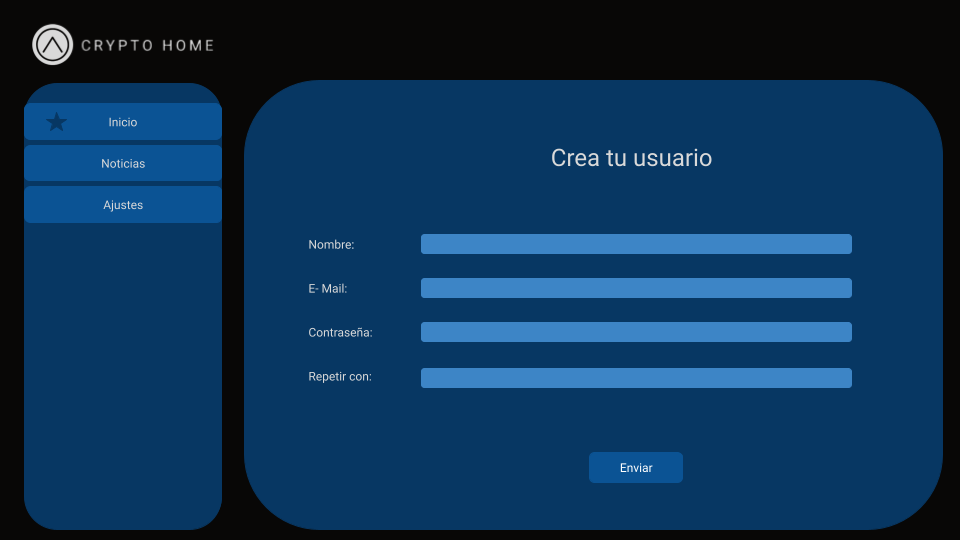 CRYPTO HOME
Inicio
Noticias
Ajustes
Crea tu usuario
Nombre:
E- Mail:
Contraseña:
Repetir con:
Enviar